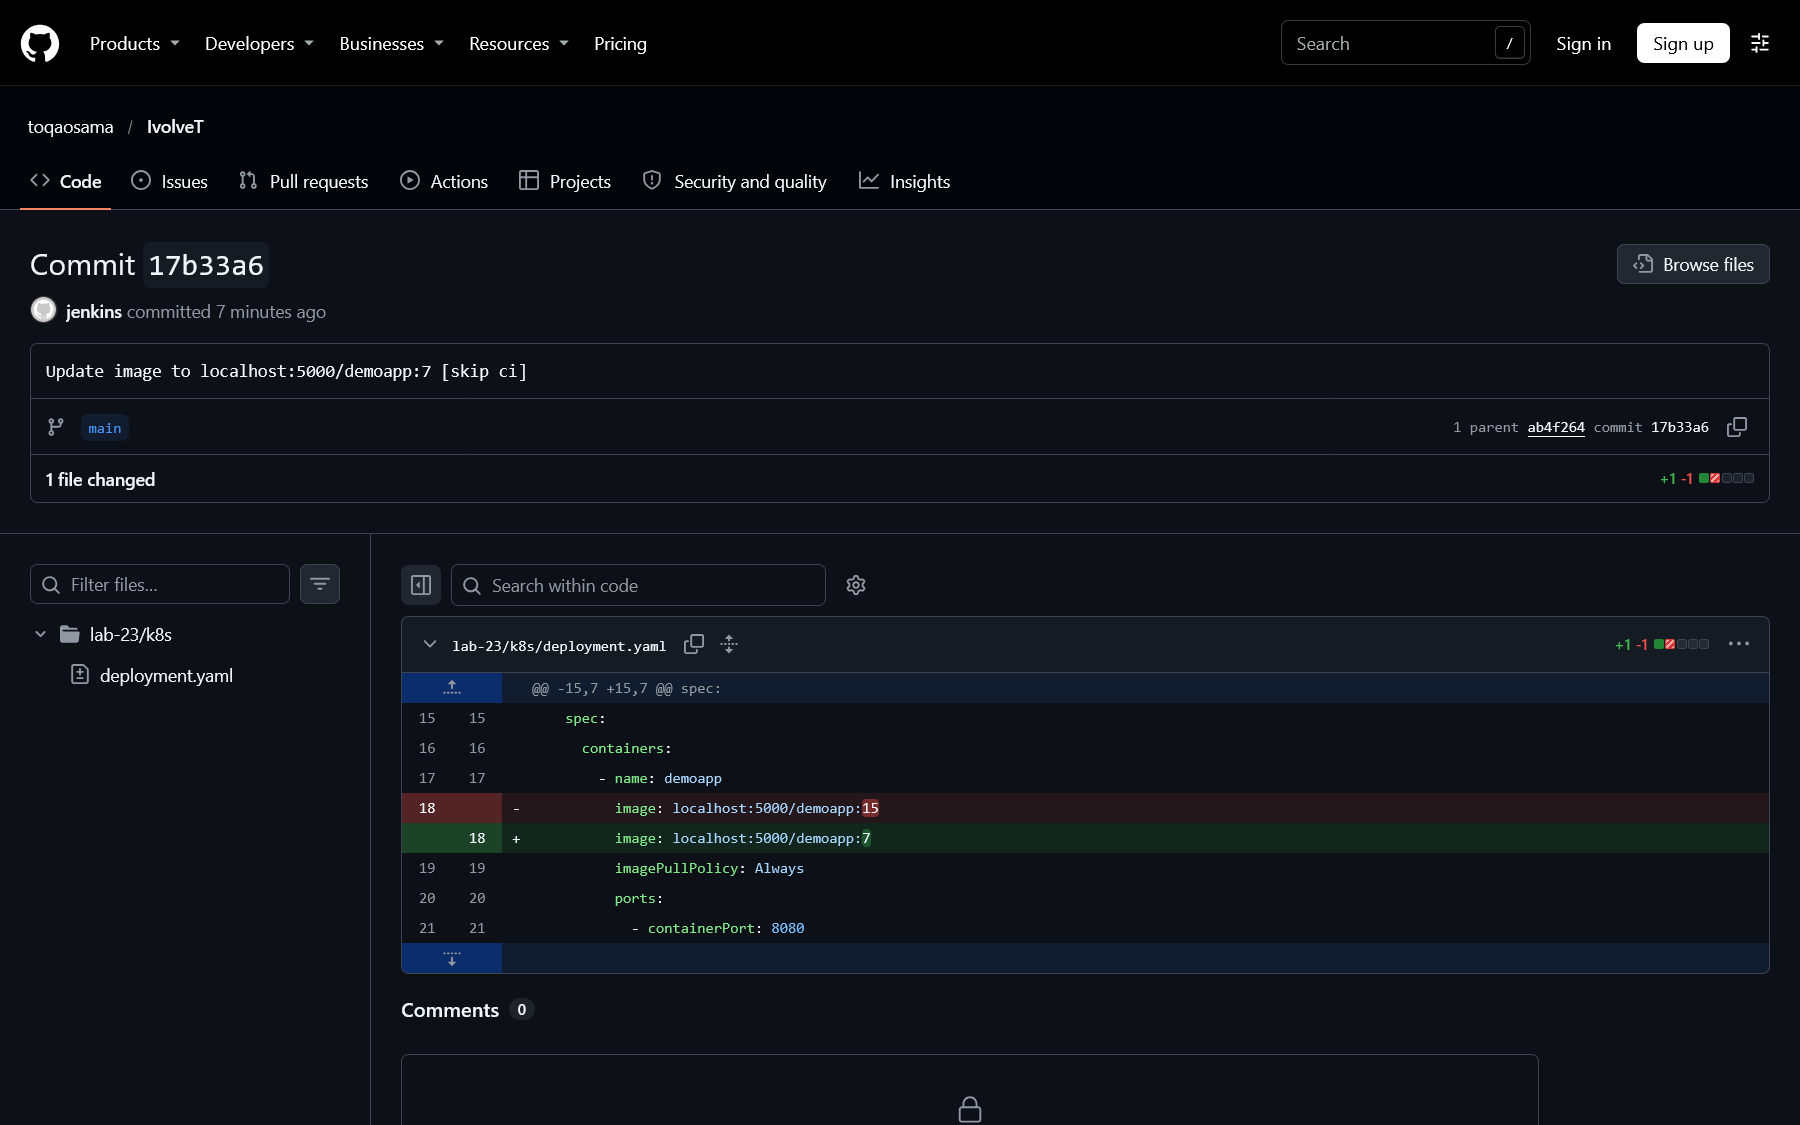 Products Developers Businesses Resources Pricing Search / Sign in Sign up
toqaosama / IvolveT
Code Issues Pull requests Actions Projects Security and quality Insights
Commit 17b33a6
Browse files
jenkins committed 7 minutes ago
Update image to localhost:5000/demoapp:7 [skip ci]
main 1 parent ab4f264 commit 17b33a6
1 file changed +1 -1
Filter files...
lab-23/k8s
deployment.yaml
Search within code
lab-23/k8s/deployment.yaml +1 -1
@@ -15,7 +15,7 @@ spec:
15 15 spec:
16 16 containers:
17 17 - name: demoapp
18 - image: localhost:5000/demoapp:15
18 + image: localhost:5000/demoapp:7
19 19 imagePullPolicy: Always
20 20 ports:
21 21 - containerPort: 8080
Comments 0